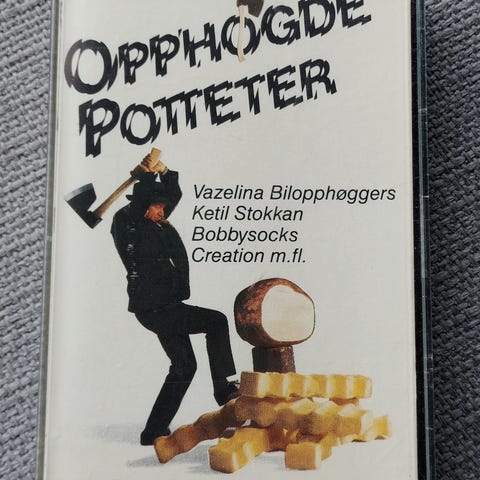 OPPHØGDE
POTTETER
Vazelina Bilopphøggers
Ketil Stokkan
Bobbysocks
Creation m.fl.